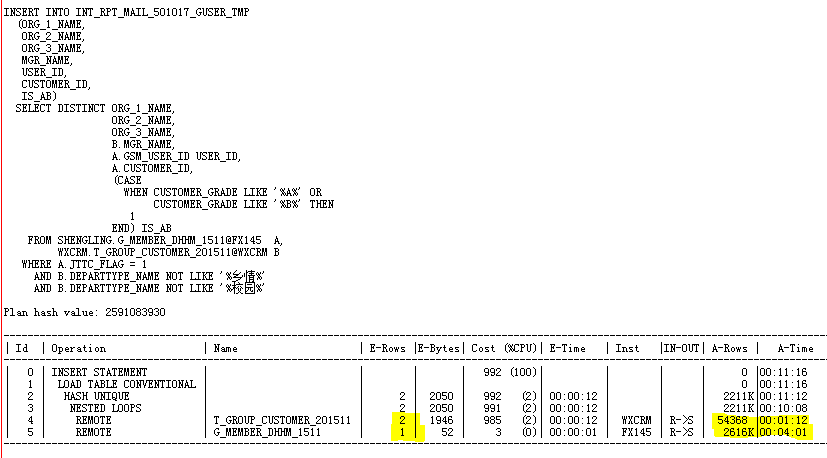 INSERT INTO INT_RPT_MAIL_501017_GUSER_TMP
(ORG_1_NAME,
ORG_2_NAME,
ORG_3_NAME,
MGR_NAME,
USER_ID,
CUSTOMER_ID,
IS_AB)
SELECT DISTINCT ORG_1_NAME,
ORG_2_NAME,
ORG_3_NAME,
B.MGR_NAME,
A.GSM_USER_ID USER_ID,
A.CUSTOMER_ID,
(CASE
WHEN CUSTOMER_GRADE LIKE '%A%' OR
CUSTOMER_GRADE LIKE '%B%' THEN
1
END) IS_AB
FROM SHENGLING.G_MEMBER_DHHM_1511@FX145 A,
WXCRM.T_GROUP_CUSTOMER_201511@WXCRM B
WHERE A.JTTC_FLAG = 1
AND B.DEPARTTYPE_NAME NOT LIKE '%乡情%'
AND B.DEPARTTYPE_NAME NOT LIKE '%校园%'
Plan hash value: 2591083930
| Id | Operation | Name | E-Rows |E-Bytes| Cost (%CPU)| E-Time | Inst |IN-OUT| A-Rows | A-Time
| 0 | INSERT STATEMENT | | | | 992 (100)| | | | 0 |00:11:16
| 1 | LOAD TABLE CONVENTIONAL | | | | | | | | 0 |00:11:16
| 2 | HASH UNIQUE | | 2 | 2050 | 992 (2)| 00:00:12 | | | 2211K|00:11:12
| 3 | NESTED LOOPS | | 2 | 2050 | 991 (2)| 00:00:12 | | | 2211K|00:10:08
| 4 | REMOTE | T_GROUP_CUSTOMER_201511 | 2 | 1946 | 985 (2)| 00:00:12 | WXCRM | R->S | 54368 |00:01:12
| 5 | REMOTE | G_MEMBER_DHHM_1511 | 1 | 52 | 3 (0)| 00:00:01 | FX145 | R->S | 2616K|00:04:01